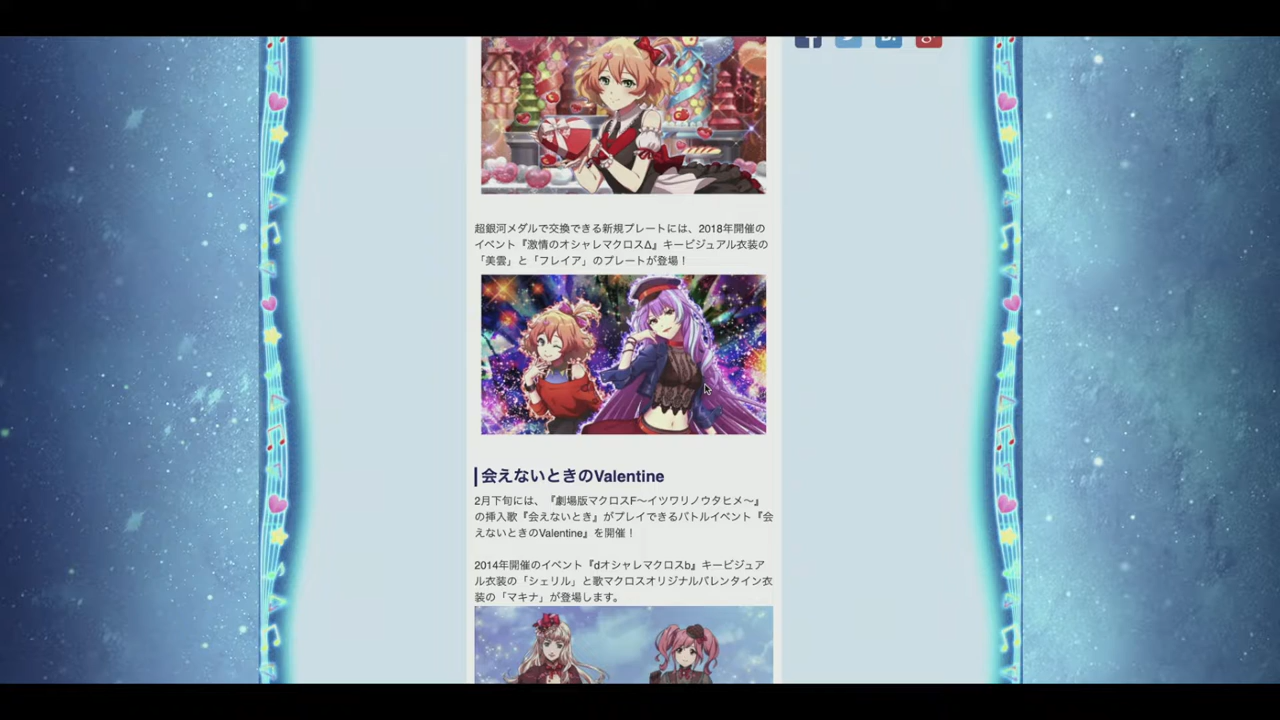 超銀河メダルで交換できる新規プレートには、2018年開催の
イベント『激情のオシャレマクロスΔ』キービジュアル衣装の
「美雲」と「フレイア」のプレートが登場！
会えないときのValentine
2月下旬には、『劇場版マクロスF〜イツワリノウタヒメ〜』
の挿入歌『会えないとき』がプレイできるバトルイベント『会
えないときのValentine』を開催！
2014年開催のイベント『dオシャレマクロスb』キービジュア
ル衣装の「シェリル」と歌マクロスオリジナルバレンタイン衣
装の「マキナ」が登場します。